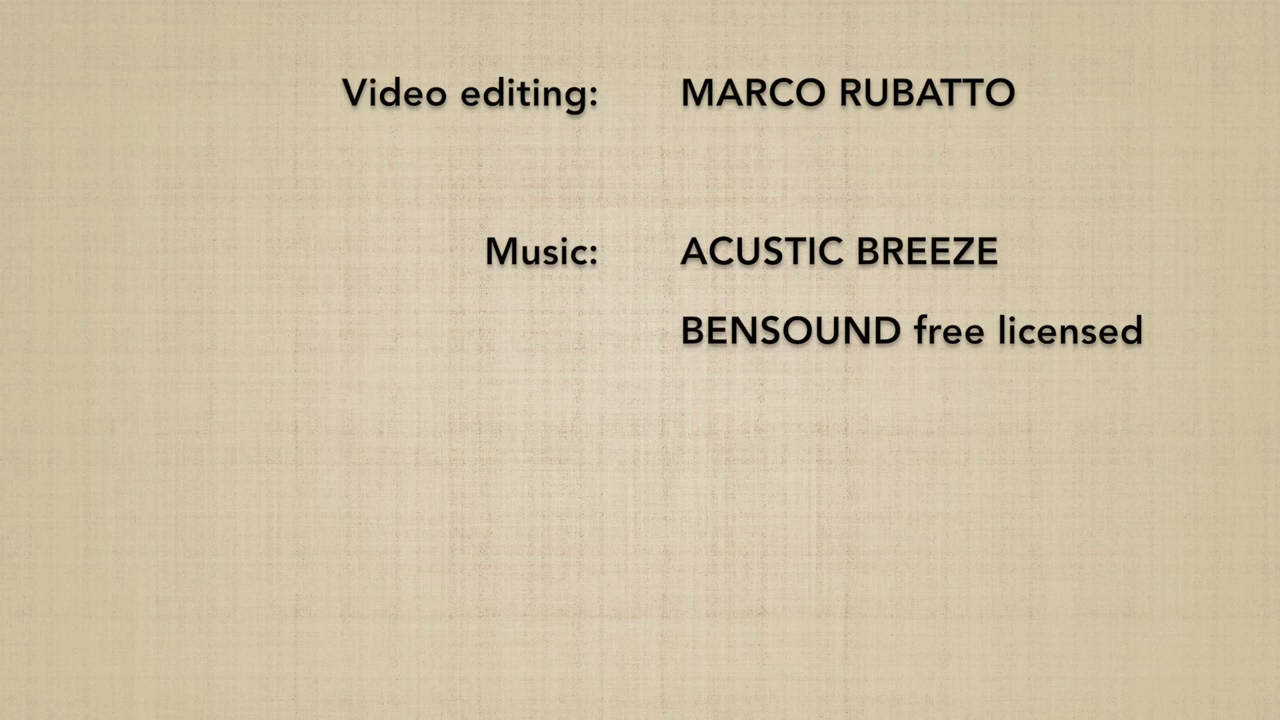 Video editing: MARCO RUBATTO
Music: ACUSTIC BREEZE
BENSOUND free licensed